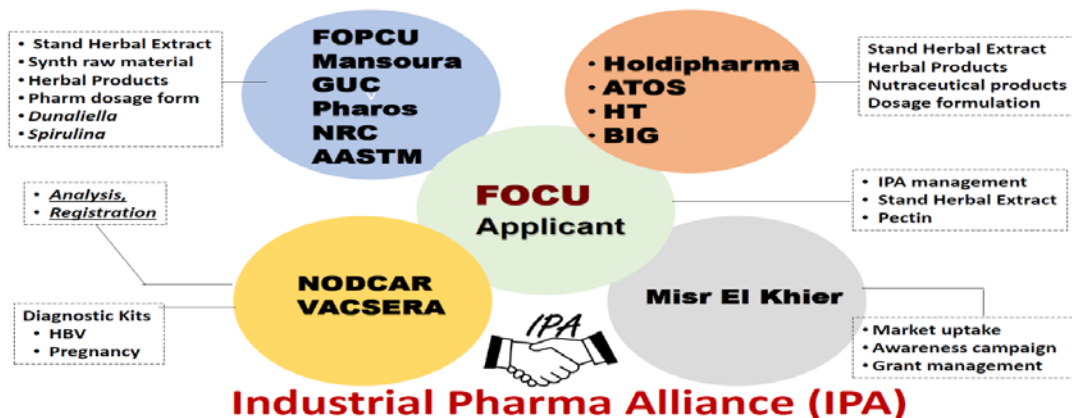 • Stand Herbal Extract
• Synth raw material
• Herbal Products
• Pharm dosage form
• Dunaliella
• Spirulina
FOPCU
Mansoura
GUC
Pharos
NRC
AASTM
• Holdipharma
• ATOS
• HT
• BIG
Stand Herbal Extract
Herbal Products
Nutraceutical products
Dosage formulation
• Analysis,
• Registration
FOCU
Applicant
• IPA management
• Stand Herbal Extract
• Pectin
Diagnostic Kits
• HBV
• Pregnancy
NODCAR
VACSERA
IPA
Misr El Khier
• Market uptake
• Awareness campaign
• Grant management
Industrial Pharma Alliance (IPA)